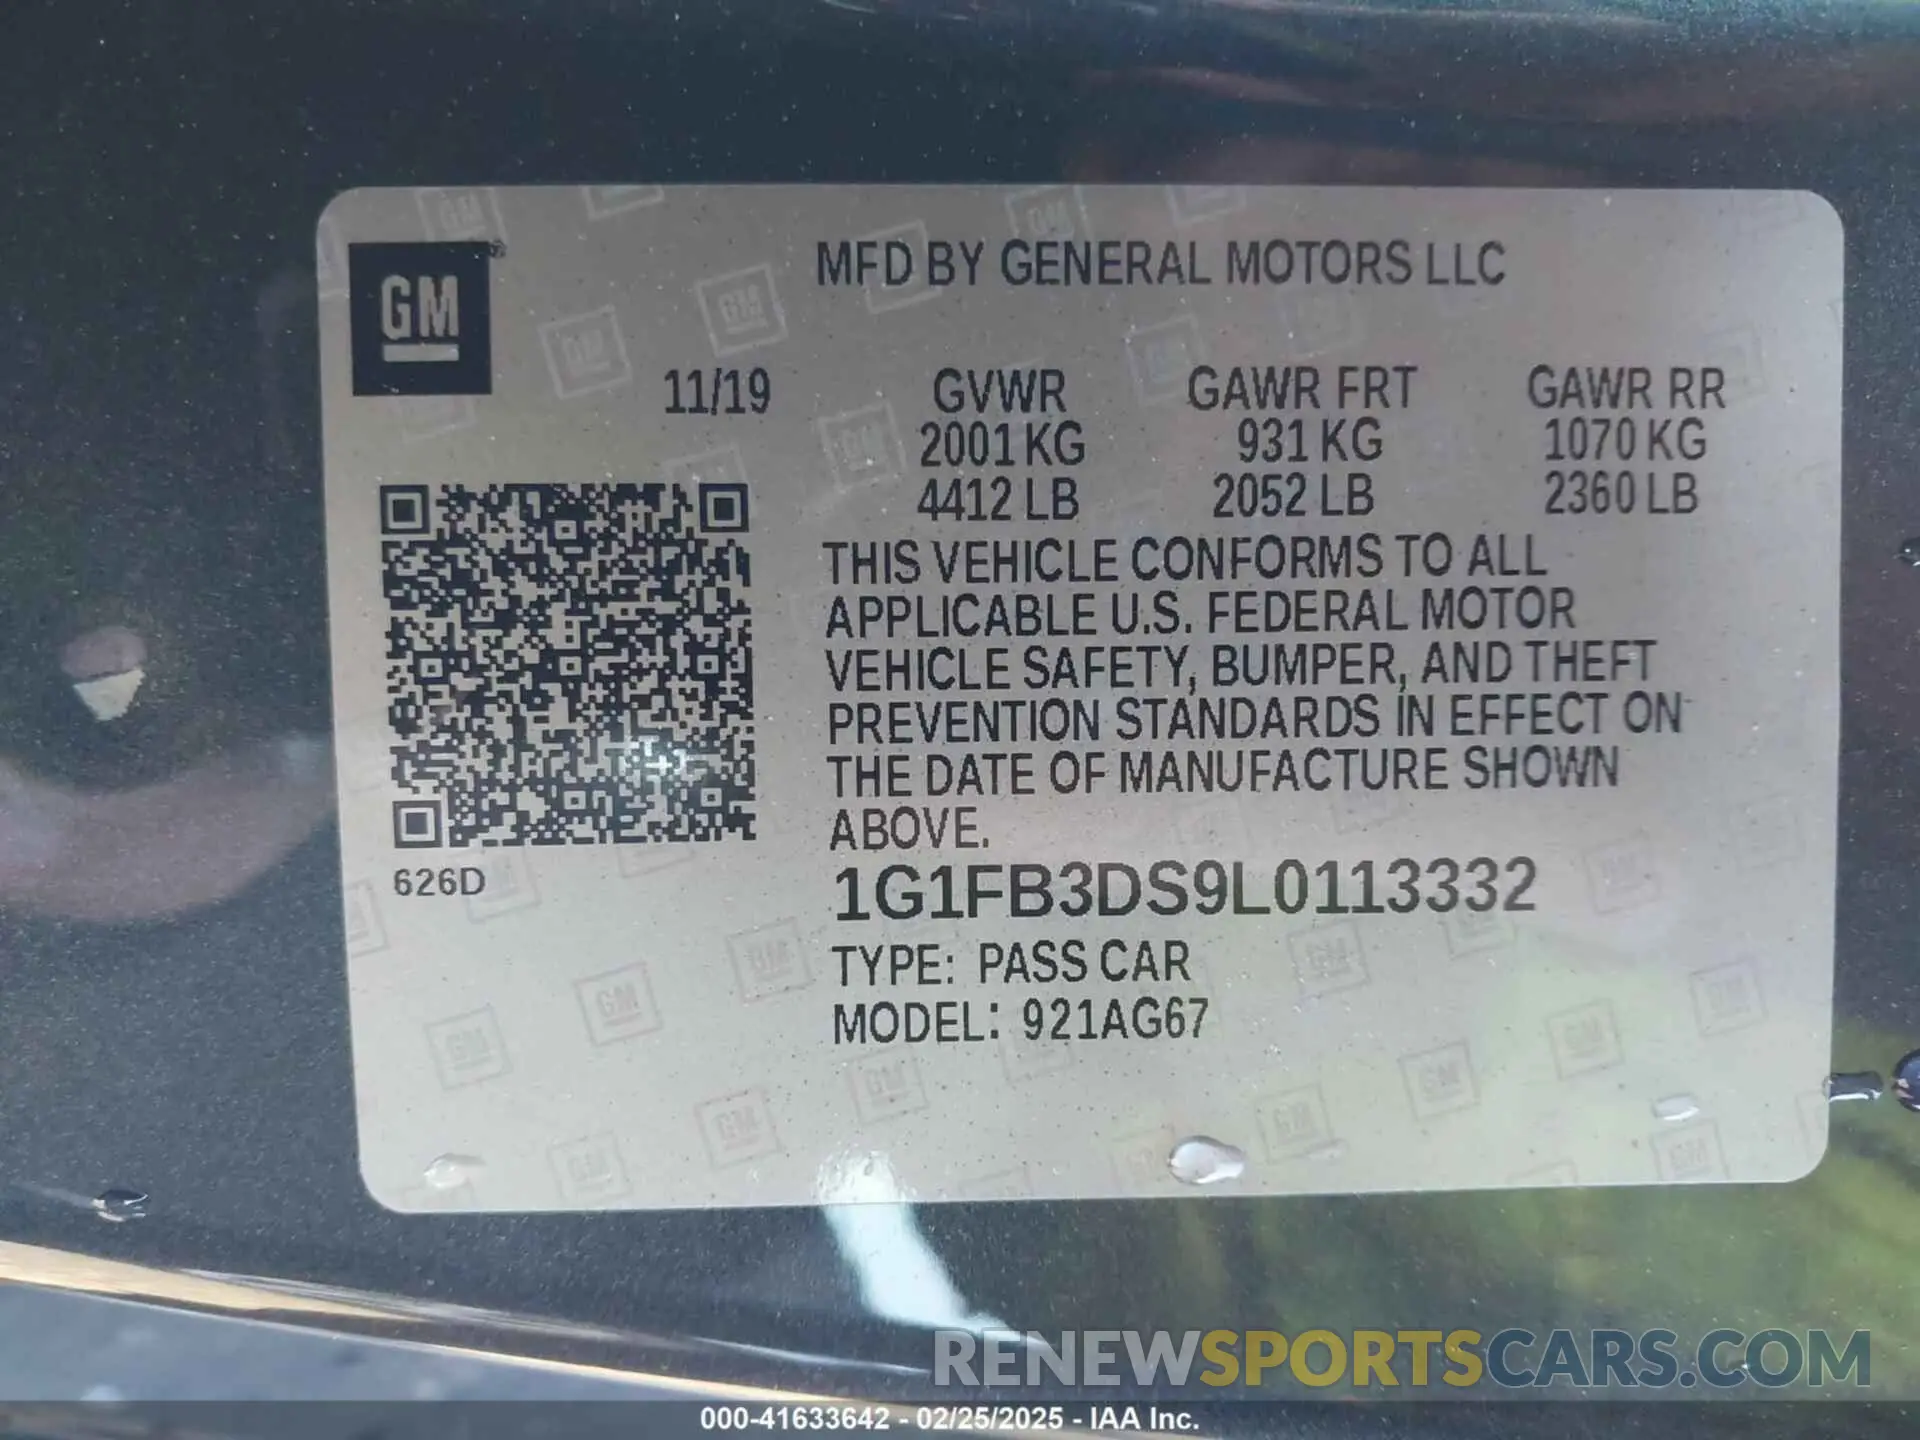 GM®
MFD BY GENERAL MOTORS LLC
11/19 GVWR GAWR FRT GAWR RR
2001 KG 931 KG 1070 KG
4412 LB 2052 LB 2360 LB
THIS VEHICLE CONFORMS TO ALL
APPLICABLE U.S. FEDERAL MOTOR
VEHICLE SAFETY, BUMPER, AND THEFT
PREVENTION STANDARDS IN EFFECT ON
THE DATE OF MANUFACTURE SHOWN
ABOVE.
626D
1G1FB3DS9L0113332
TYPE: PASS CAR
MODEL: 921AG67
RENEWSPORTSCARS.COM
000-41633642 - 02/25/2025 - IAA Inc.